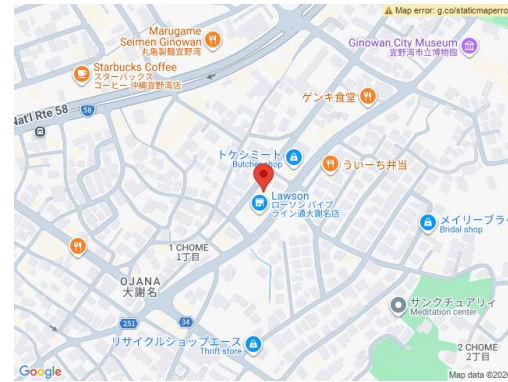 Map error: g.co/staticmaperro
Marugame
Seimen Ginowan
丸亀製麺宜野湾
Ginowan City Museum
宜野湾市立博物館
Starbucks Coffee
スターバックス
コーヒー 沖縄宜野湾店
ゲンキ食堂
58
Nat'l Rte 58
トケシミート
Butcher shop
ういーち弁当
Lawson
ローソン パイプ
ライン通大謝名店
メイリーブラ
Bridal shop
1 CHOME
1丁目
OJANA
大謝名
サンクチュアリィ
Meditation center
251
34
リサイクルショップエース
Thrift store
2 CHOME
2丁目
Google
Map data ©2026